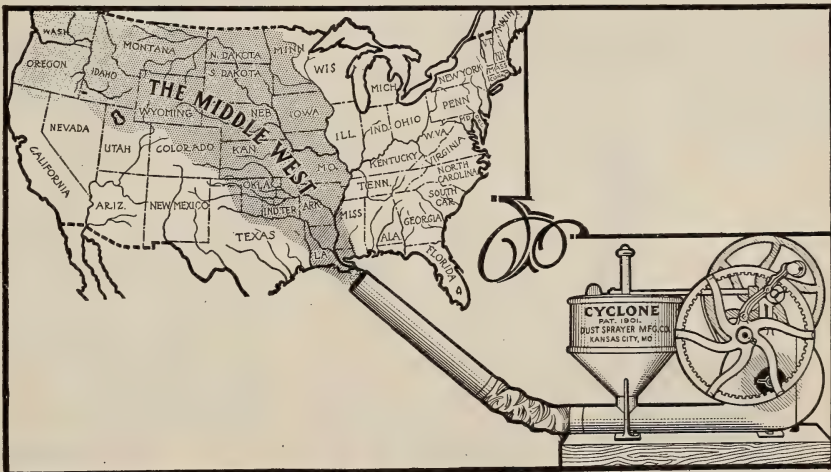 WASH.
OREGON
IDAHO
MONTANA
N. DAKOTA
S. DAKOTA
MINN
WIS
MICH
NEW YORK
PENN
THE MIDDLE WEST
WYOMING
NEB
IOWA
NEVADA
UTAH
COLORADO
KAN.
MO.
ILL
IND.
OHIO
W.VA.
VIRGINIA
KENTUCKY
CALIFORNIA
ARIZ.
NEW MEXICO
OKLA.
IND TER
ARK
TENN.
NORTH
CAROLINA
SOUTH
CAR.
TEXAS
LA.
MISS
ALA.
GEORGIA
FLORIDA
CYCLONE
PAT. 1901.
DUST SPRAYER MFG. CO.
KANSAS CITY, MO